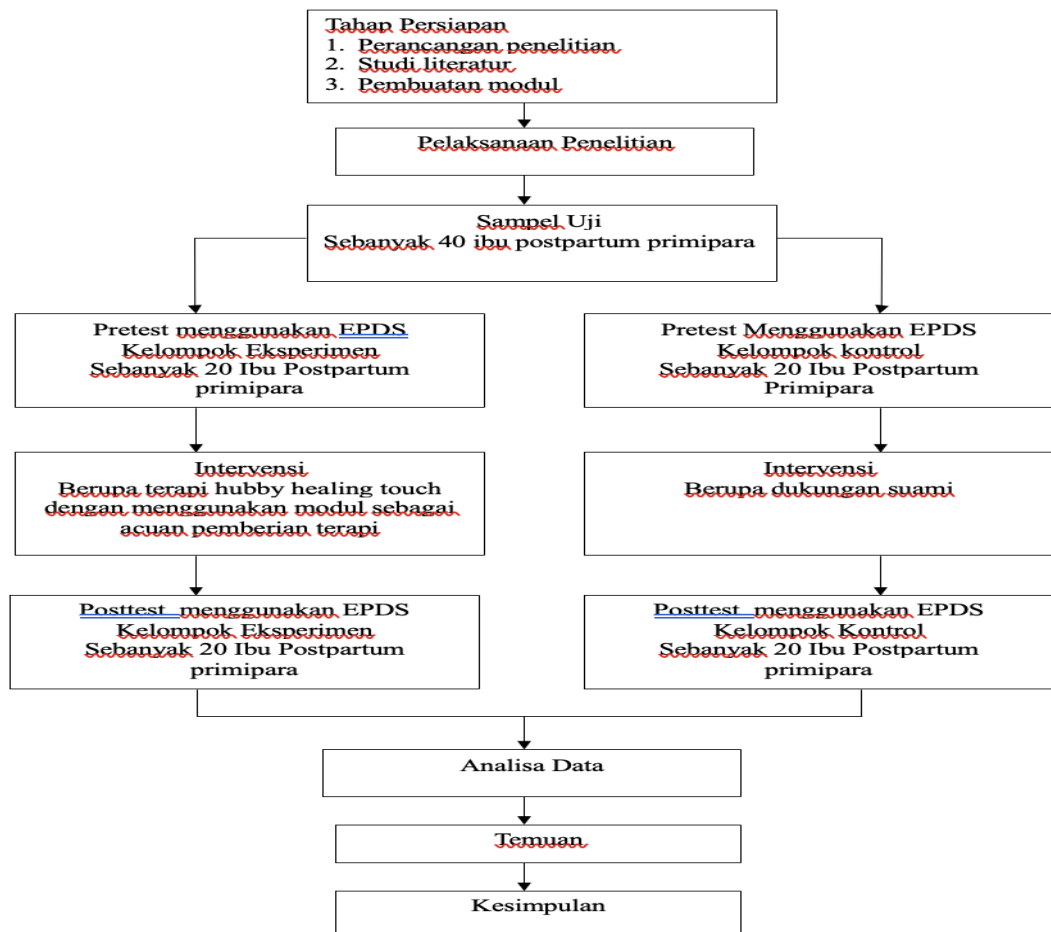 Tahap Persiapan
1. Perancangan penelitian
2. Studi literatur
3. Pembuatan modul
Pelaksanaan Penelitian
Sampel Uji
Sebanyak 40 ibu postpartum primipara
Pretest menggunakan EPDS
Kelompok Eksperimen
Sebanyak 20 Ibu Postpartum
primipara
Pretest Menggunakan EPDS
Kelompok kontrol
Sebanyak 20 Ibu Postpartum
Primipara
Intervensi
Berupa terapi hubby healing touch
dengan menggunakan modul sebagai
acuan pemberian terapi
Intervensi
Berupa dukungan suami
Posttest menggunakan EPDS
Kelompok Eksperimen
Sebanyak 20 Ibu Postpartum
primipara
Posttest menggunakan EPDS
Kelompok Kontrol
Sebanyak 20 Ibu Postpartum
primipara
Analisa Data
Temuan
Kesimpulan